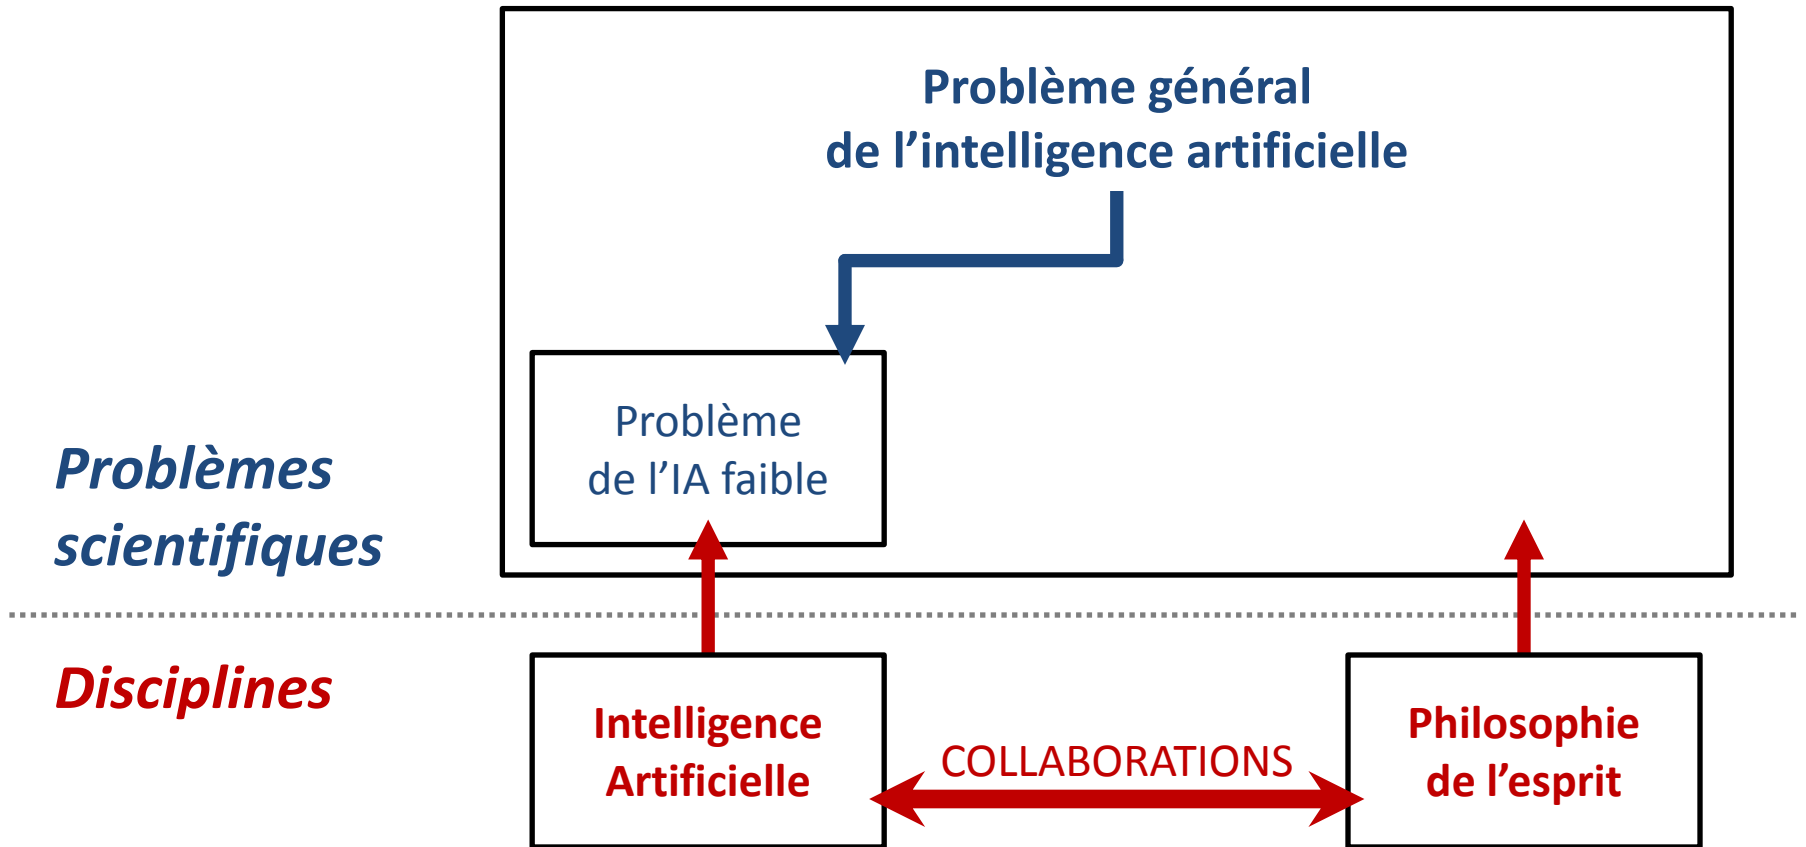 Problème général
de l’intelligence artificielle
Problème
de l’IA faible
Problèmes
scientifiques
Disciplines
Intelligence
Artificielle
COLLABORATIONS
Philosophie
de l’esprit